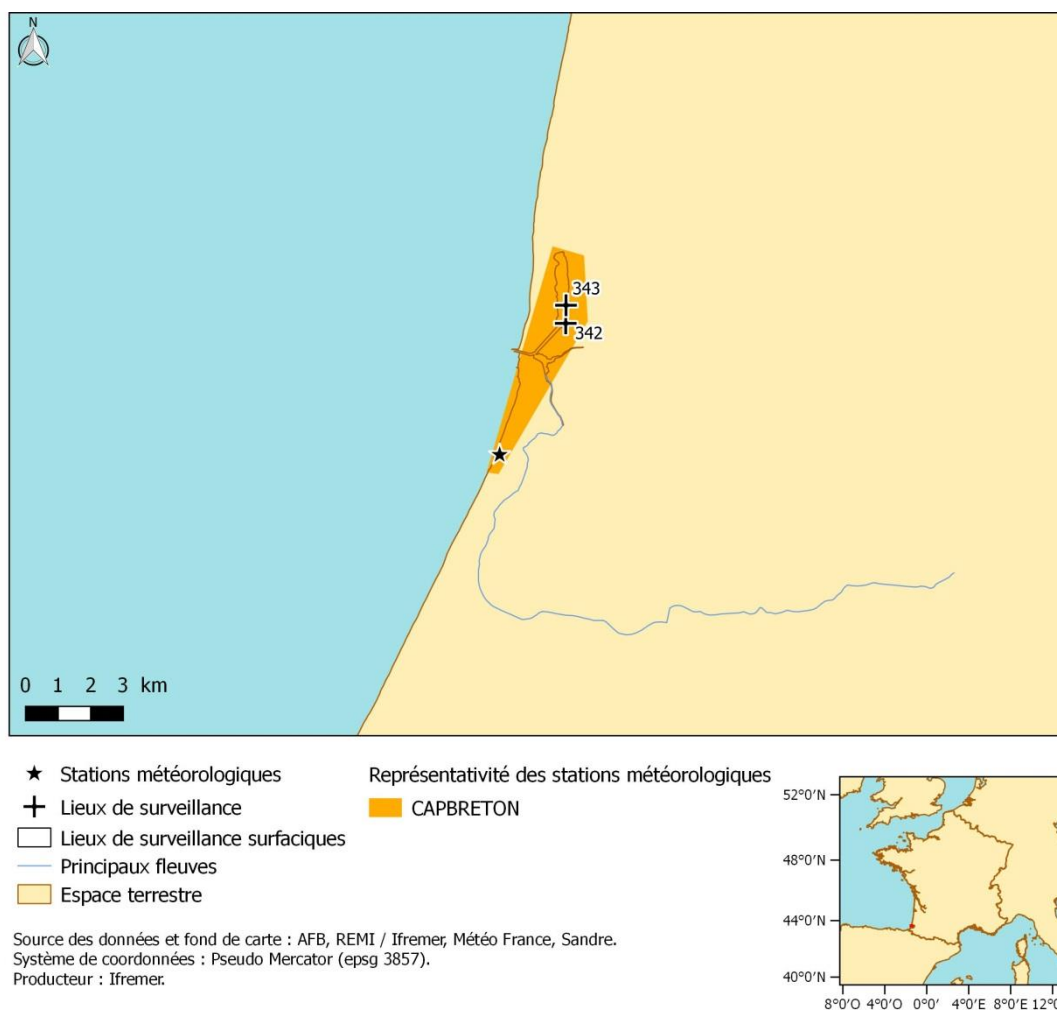 N
343
342
0 1 2 3 km
Stations météorologiques
Lieux de surveillance
Lieux de surveillance surfaciques
Principaux fleuves
Espace terrestre
Représentativité des stations météorologiques
CAPBRETON
Source des données et fond de carte : AFB, REMI / Ifremer, Météo France, Sandre.
Système de coordonnées : Pseudo Mercator (epsg 3857).
Producteur : Ifremer.
52°0'N
48°0'N
44°0'N
40°0'N
8°0'O 4°0'O 0°0' 4°0'E 8°0'E 12°0